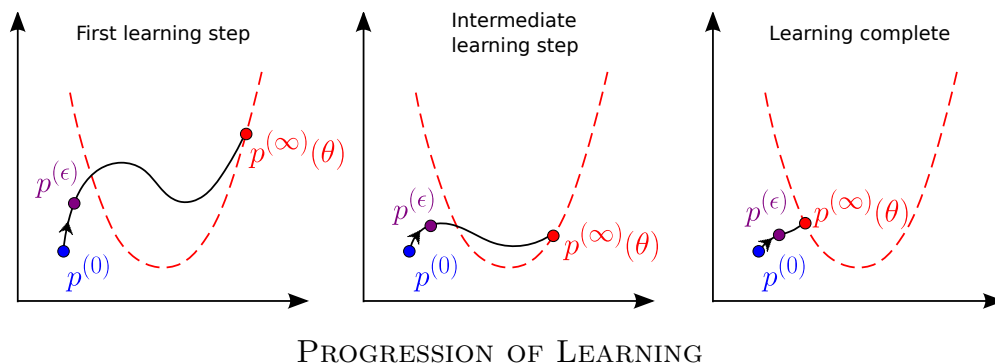 First learning step
p^(ϵ)
p^(∞)(θ)
p^(0)
Intermediate
learning step
p^(ϵ)
p^(∞)(θ)
p^(0)
Learning complete
p^(ϵ)
p^(∞)(θ)
p^(0)
PROGRESSION OF LEARNING